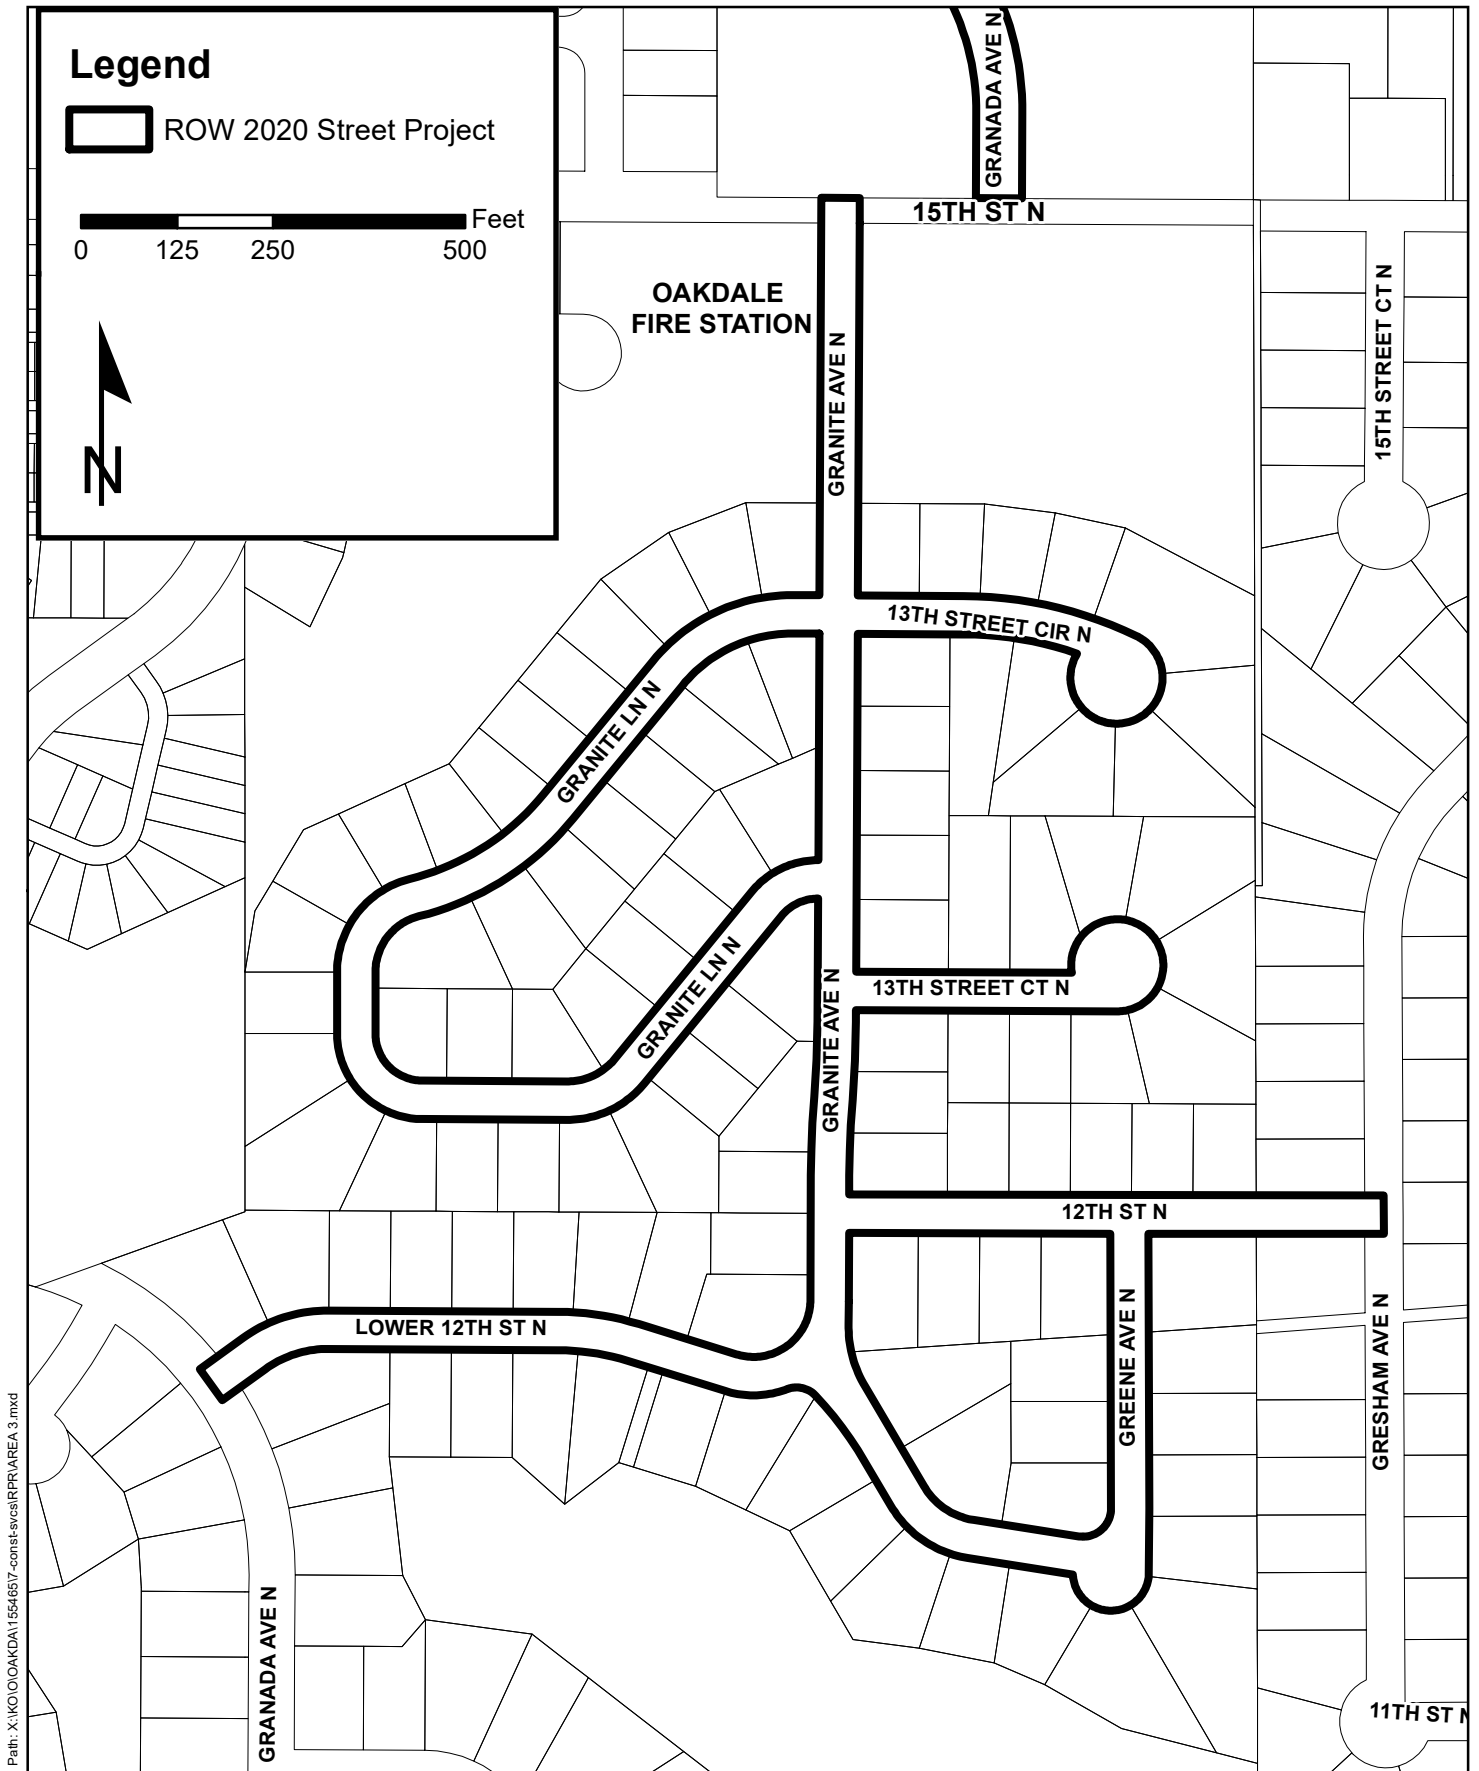 Legend
ROW 2020 Street Project
Feet
0 125 250 500
N
GRANADA AVE N
15TH ST N
OAKDALE
FIRE STATION
GRANITE AVE N
15TH STREET CT N
13TH STREET CIR N
GRANITE LN N
GRANITE LN N
GRANITE AVE N
13TH STREET CT N
12TH ST N
LOWER 12TH ST N
GREENE AVE N
GRESHAM AVE N
GRANADA AVE N
11TH ST N
Path: X:\KO\O\OAKDA\155465\7-const-svcs\RPR\AREA 3.mxd